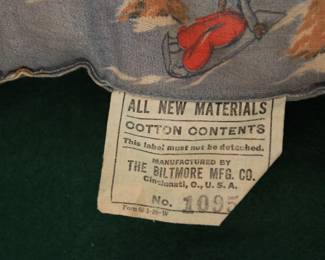 ALL NEW MATERIALS
COTTON CONTENTS
This label must not be detached.
MANUFACTURED BY
THE BILTMORE MFG. CO.
Cincinnati, O., U. S. A.
No. 1095